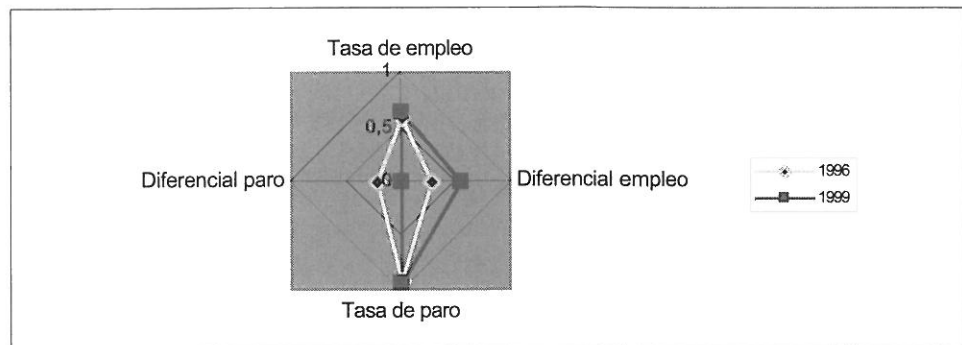 Tasa de empleo
1
0,5
Diferencial paro
0
Diferencial empleo
1996
1999
Tasa de paro